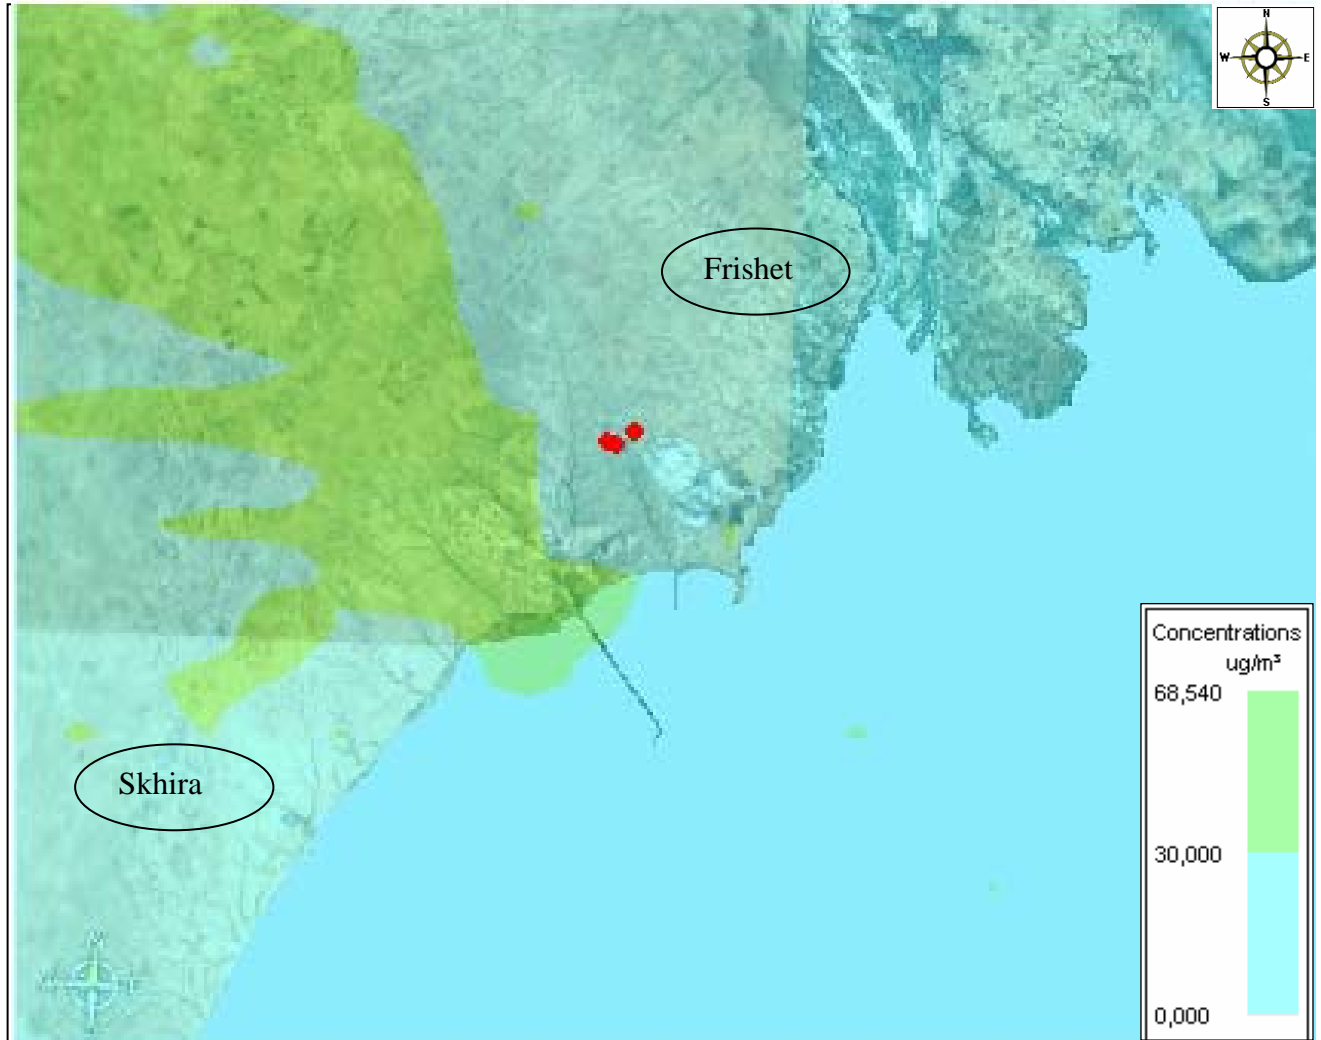 N
W E
S
Frishet
Concentrations
ug/m³
68,540
30,000
0,000
Skhira
N